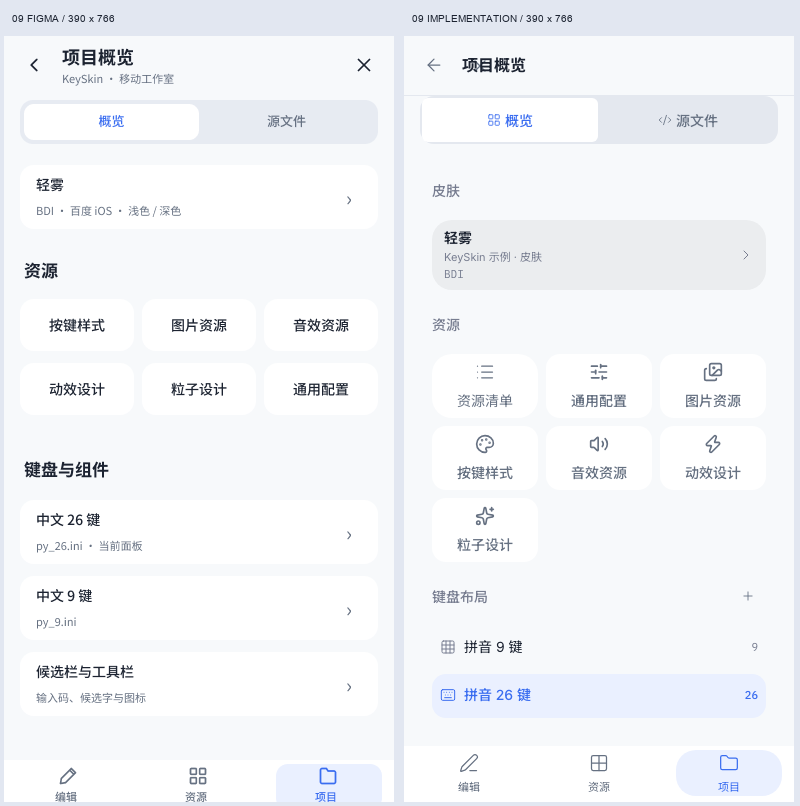 09 FIGMA / 390 x 766
项目概览
KeySkin • 移动工作室
概览
源文件
轻雾
BDI • 百度 iOS • 浅色 / 深色
资源
按键样式
图片资源
音效资源
动效设计
粒子设计
通用配置
键盘与组件
中文 26 键
py_26.ini • 当前面板
中文 9 键
py_9.ini
候选栏与工具栏
输入码、候选字与图标
编辑
资源
项目
09 IMPLEMENTATION / 390 x 766
项目概览
概览
源文件
皮肤
轻雾
KeySkin 示例 · 皮肤
BDI
资源
资源清单
通用配置
图片资源
按键样式
音效资源
动效设计
粒子设计
键盘布局
拼音 9 键
9
拼音 26 键
26
编辑
资源
项目